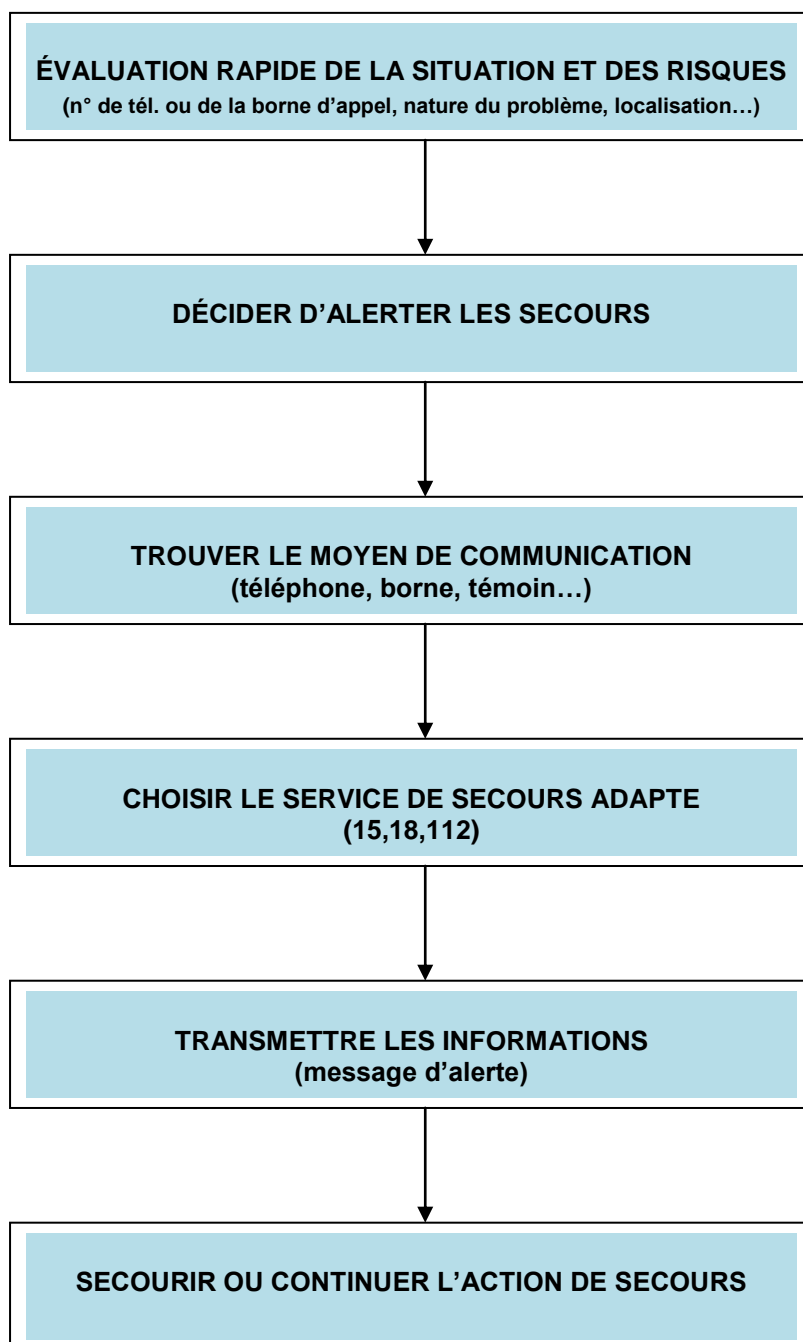 ÉVALUATION RAPIDE DE LA SITUATION ET DES RISQUES
(n° de tél. ou de la borne d’appel, nature du problème, localisation…)
DÉCIDER D’ALERTER LES SECOURS
TROUVER LE MOYEN DE COMMUNICATION
(téléphone, borne, témoin…)
CHOISIR LE SERVICE DE SECOURS ADAPTE
(15,18,112)
TRANSMETTRE LES INFORMATIONS
(message d’alerte)
SECOURIR OU CONTINUER L’ACTION DE SECOURS